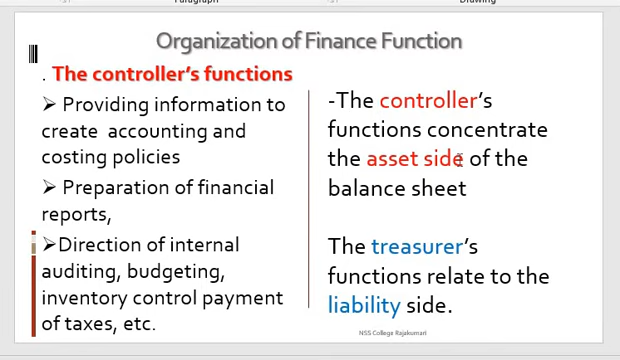 Paragraph
Drawing
Organization of Finance Function
. The controller's functions
➢ Providing information to
create accounting and
costing policies
➢ Preparation of financial
reports,
➢Direction of internal
auditing, budgeting,
inventory control payment
of taxes, etc.
-The controller's
functions concentrate
the asset side of the
balance sheet
The treasurer's
functions relate to the
liability side.
NSS College Rajakumari